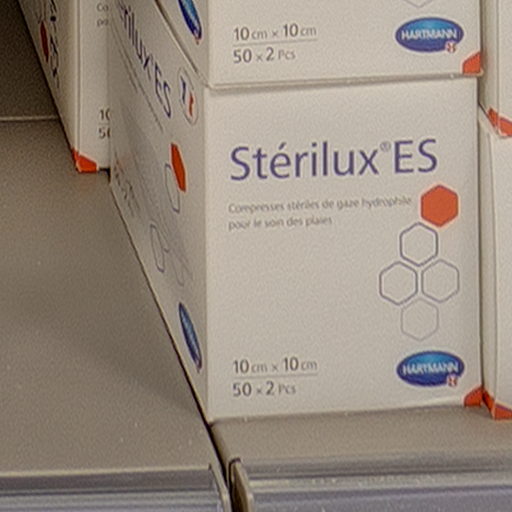 10 cm x 10 cm
50 x 2 Pcs
HARTMANN
Stérilux® ES
Compresses stériles de gaze hydrophile
pour le soin des plaies
10 cm x 10 cm
50 x 2 Pcs
HARTMANN